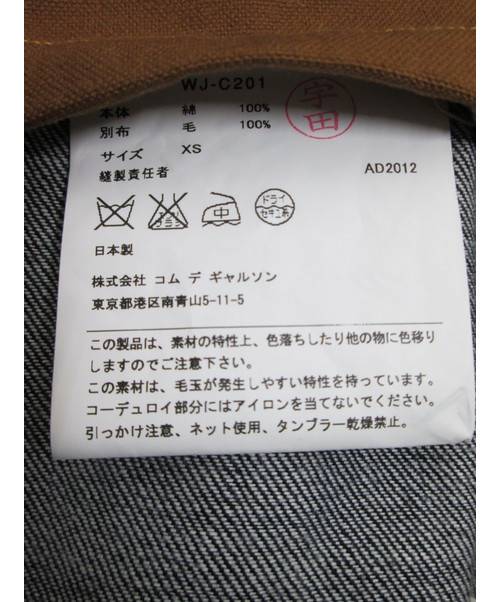 WJ-C201
本体 綿 100%
別布 毛 100%
サイズ XS
縫製責任者 宇田
AD2012
エンソ サラシ 中 ドライ セキユ系
日本製
株式会社 コム デ ギャルソン
東京都港区南青山5-11-5
この製品は、素材の特性上、色落ちしたり他の物に色移り
しますのでご注意下さい。
この素材は、毛玉が発生しやすい特性を持っています。
コーデュロイ部分にはアイロンを当てないでください。
引っかけ注意、ネット使用、タンブラー乾燥禁止。